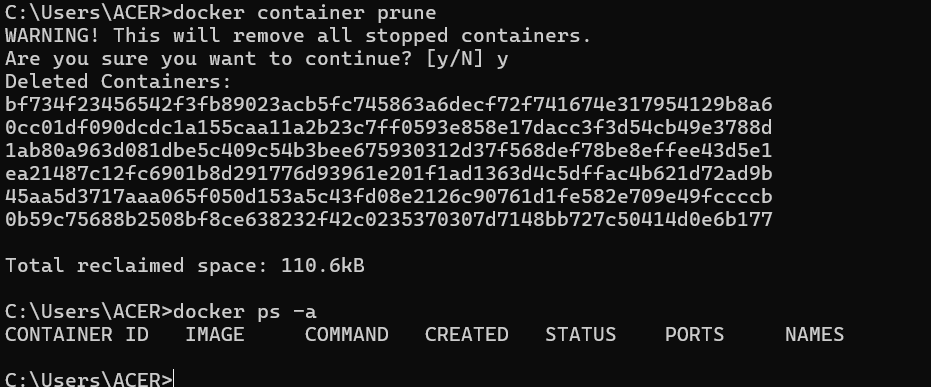 C:\Users\ACER>docker container prune
WARNING! This will remove all stopped containers.
Are you sure you want to continue? [y/N] y
Deleted Containers:
bf734f23456542f3fb89023acb5fc745863a6decf72f741674e317954129b8a6
0cc01df090dcdc1a155caa11a2b23c7ff0593e858e17dacc3f3d54cb49e3788d
1ab80a963d081dbe5c409c54b3bee675930312d37f568def78be8effee43d5e1
ea21487c12fc6901b8d291776d93961e201f1ad1363d4c5dffac4b621d72ad9b
45aa5d3717aaa065f050d153a5c43fd08e2126c90761d1fe582e709e49fccccb
0b59c75688b2508bf8ce638232f42c0235370307d7148bb727c50414d0e6b177
Total reclaimed space: 110.6kB
C:\Users\ACER>docker ps -a
CONTAINER ID   IMAGE     COMMAND   CREATED   STATUS    PORTS     NAMES
C:\Users\ACER>